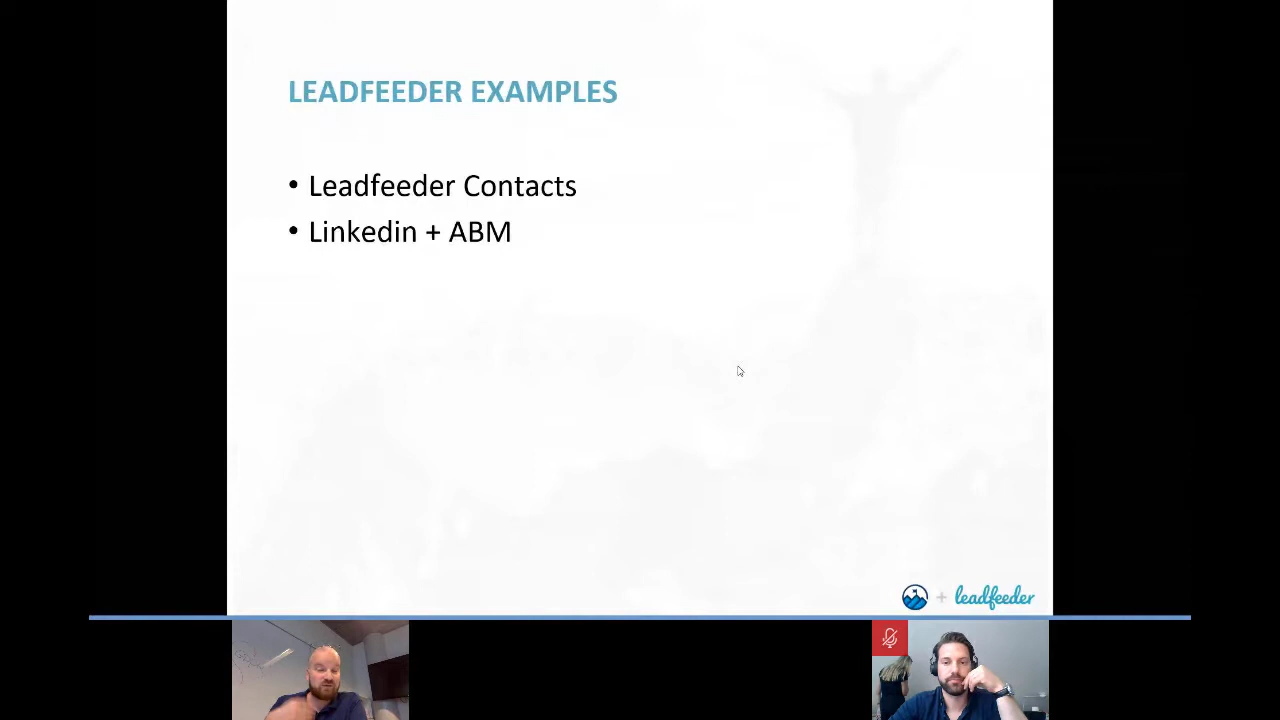 LEADFEEDER EXAMPLES
• Leadfeeder Contacts
• Linkedin + ABM
+ leadfeeder